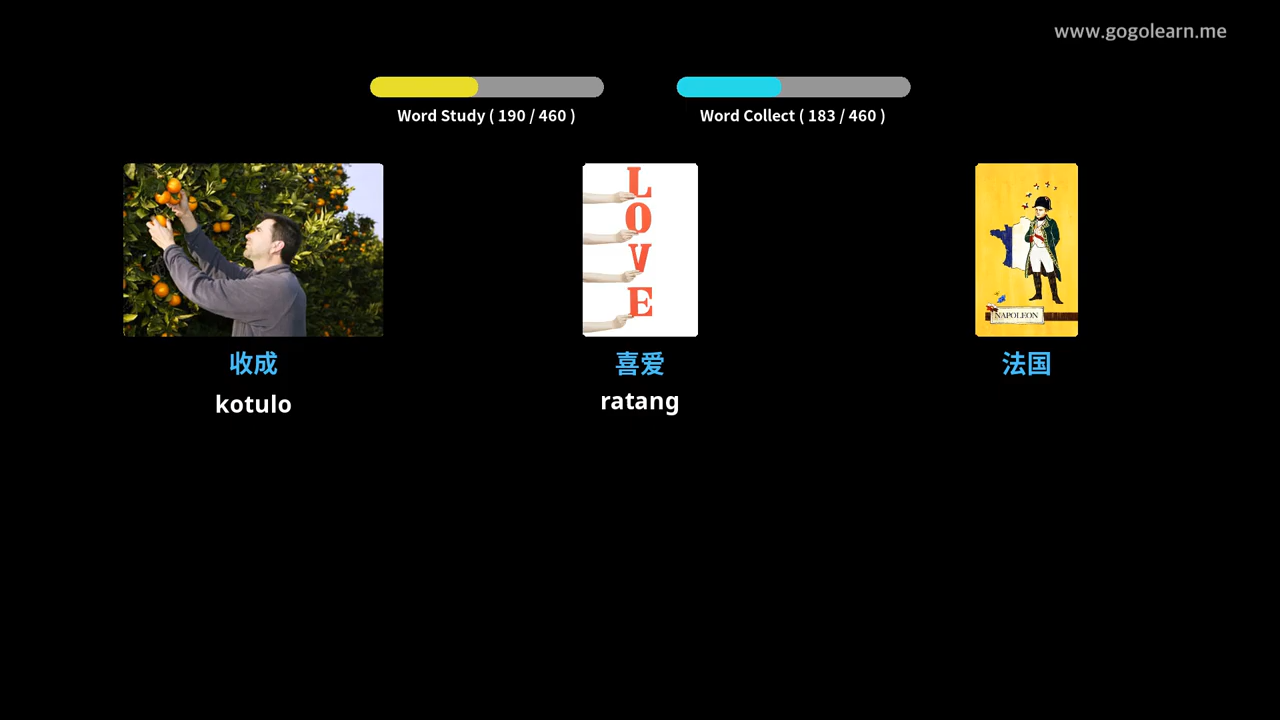 www.gogolearn.me
Word Study ( 190 / 460 )
Word Collect ( 183 / 460 )
L
O
V
E
NAPOLEON
收成
喜爱
法国
kotulo
ratang